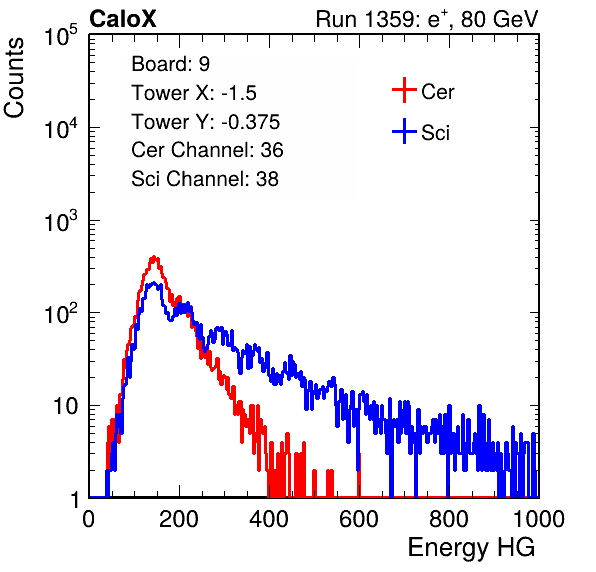 CaloX Run 1359: e⁺, 80 GeV
Counts
Board: 9
Tower X: -1.5
Tower Y: -0.375
Cer Channel: 36
Sci Channel: 38
Cer
Sci
10⁵
10⁴
10³
10²
10
1
0 200 400 600 800 1000
Energy HG